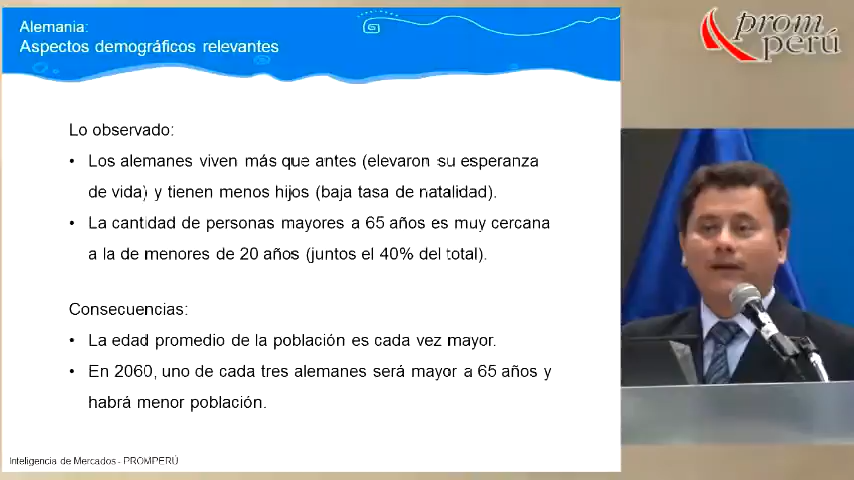 Alemania:
Aspectos demográficos relevantes
prom
perú
Lo observado:
• Los alemanes viven más que antes (elevaron su esperanza
de vida) y tienen menos hijos (baja tasa de natalidad).
• La cantidad de personas mayores a 65 años es muy cercana
a la de menores de 20 años (juntos el 40% del total).
Consecuencias:
• La edad promedio de la población es cada vez mayor.
• En 2060, uno de cada tres alemanes será mayor a 65 años y
habrá menor población.
Inteligencia de Mercados - PROMPERÚ